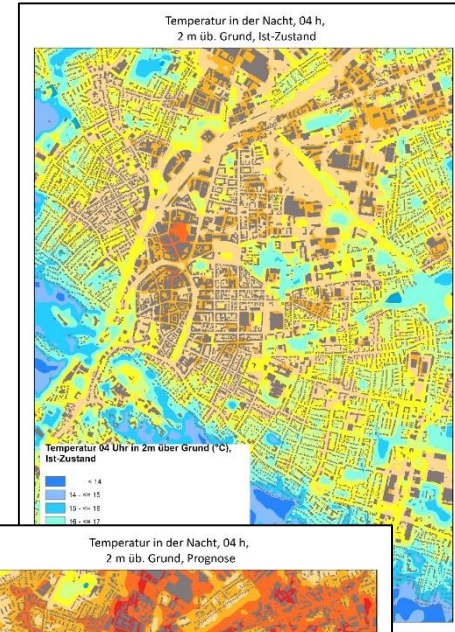 Temperatur in der Nacht, 04 h,
2 m üb. Grund, Ist-Zustand
Temperatur 04 Uhr in 2m über Grund (°C),
Ist-Zustand
< 14
14 - <= 15
15 - <= 16
16 - <= 17
Temperatur in der Nacht, 04 h,
2 m üb. Grund, Prognose